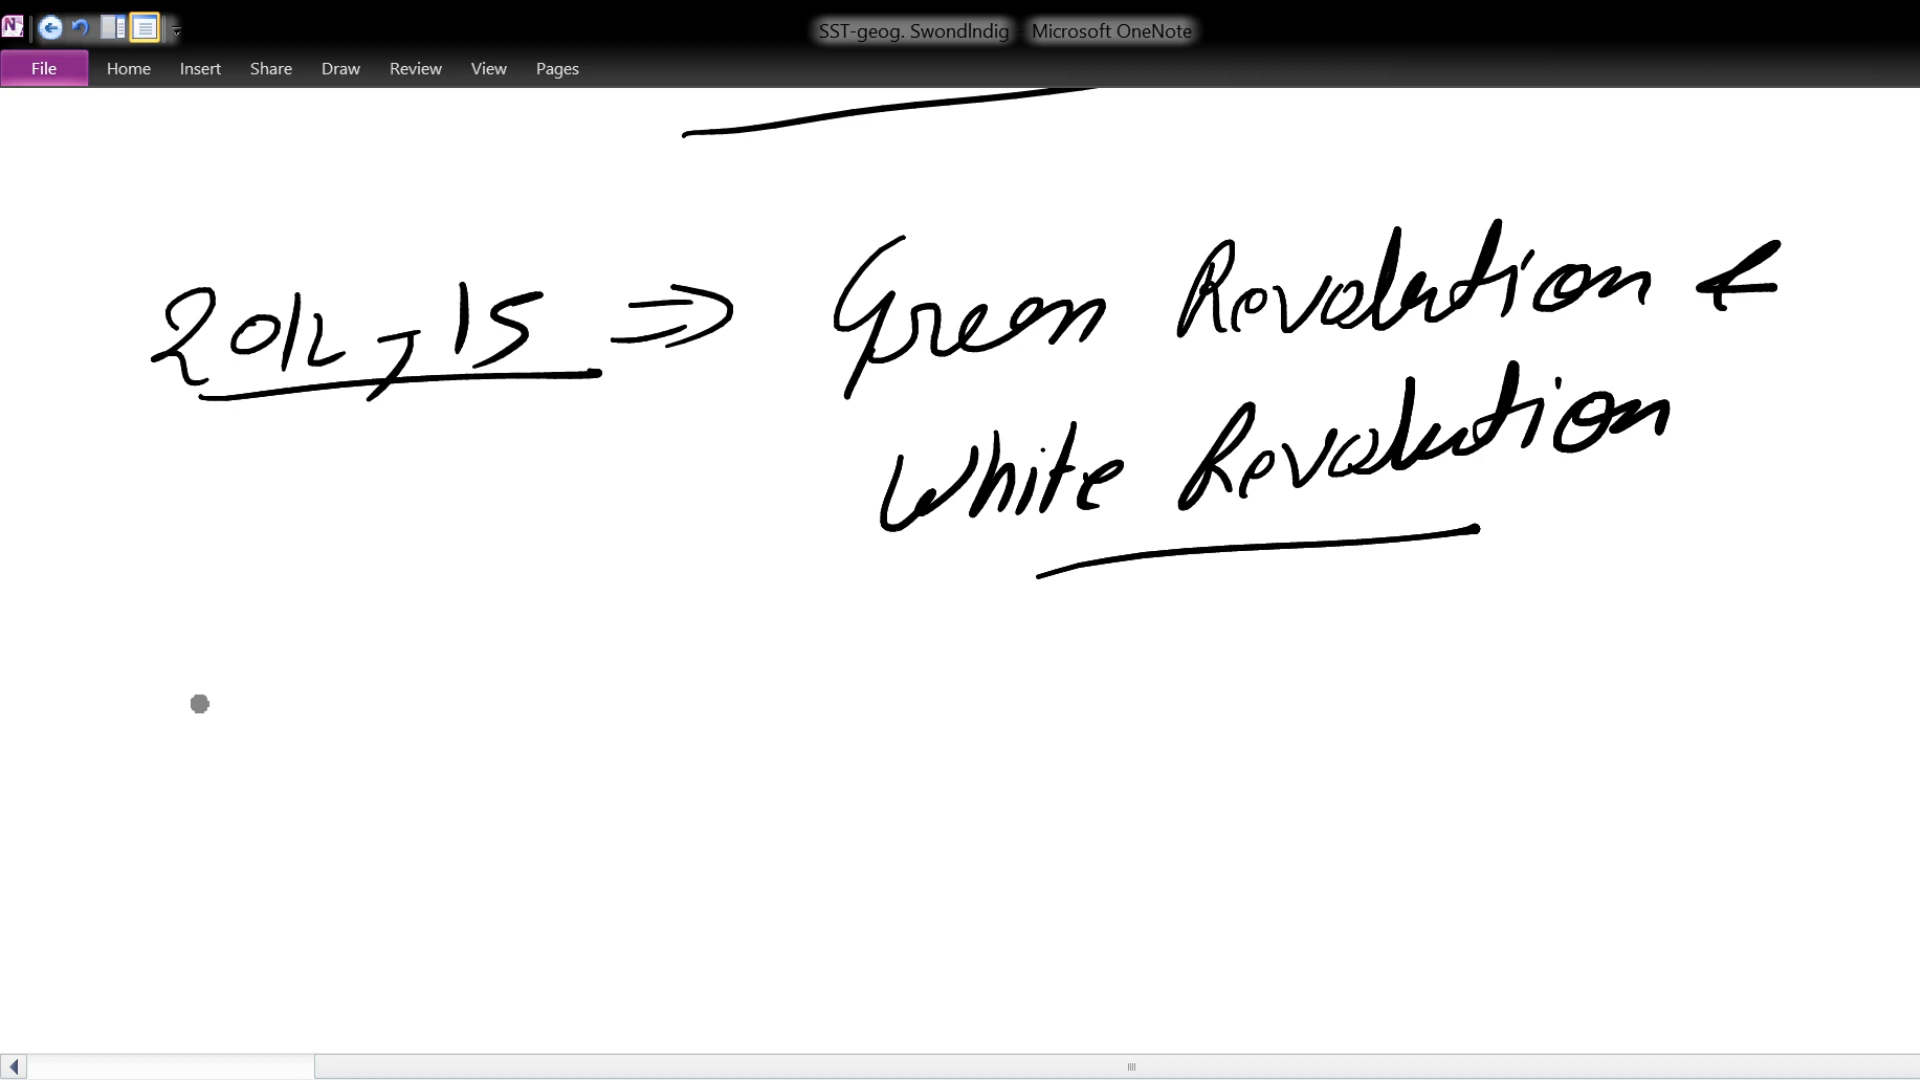 SST-geog. SwondIndig - Microsoft OneNote
File Home Insert Share Draw Review View Pages
2012, 15 ⇒ Green Revolution &
White Revolution